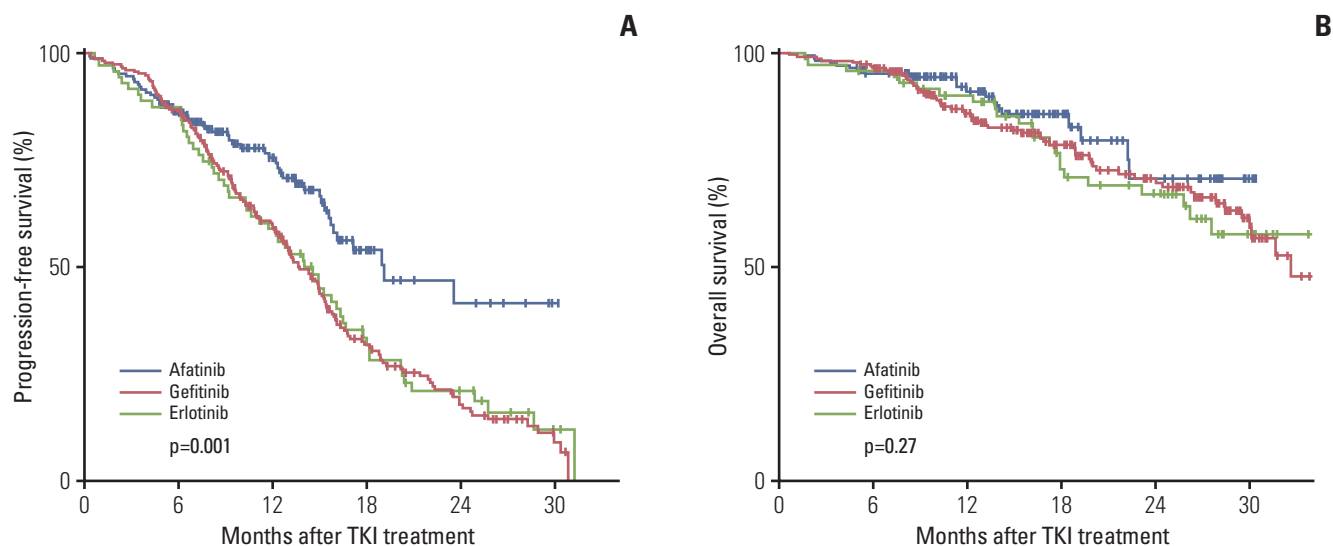 A
100
50
0
Progression-free survival (%)
Afatinib
Gefitinib
Erlotinib
p=0.001
0 6 12 18 24 30
Months after TKI treatment
B
100
50
0
Overall survival (%)
Afatinib
Gefitinib
Erlotinib
p=0.27
0 6 12 18 24 30
Months after TKI treatment